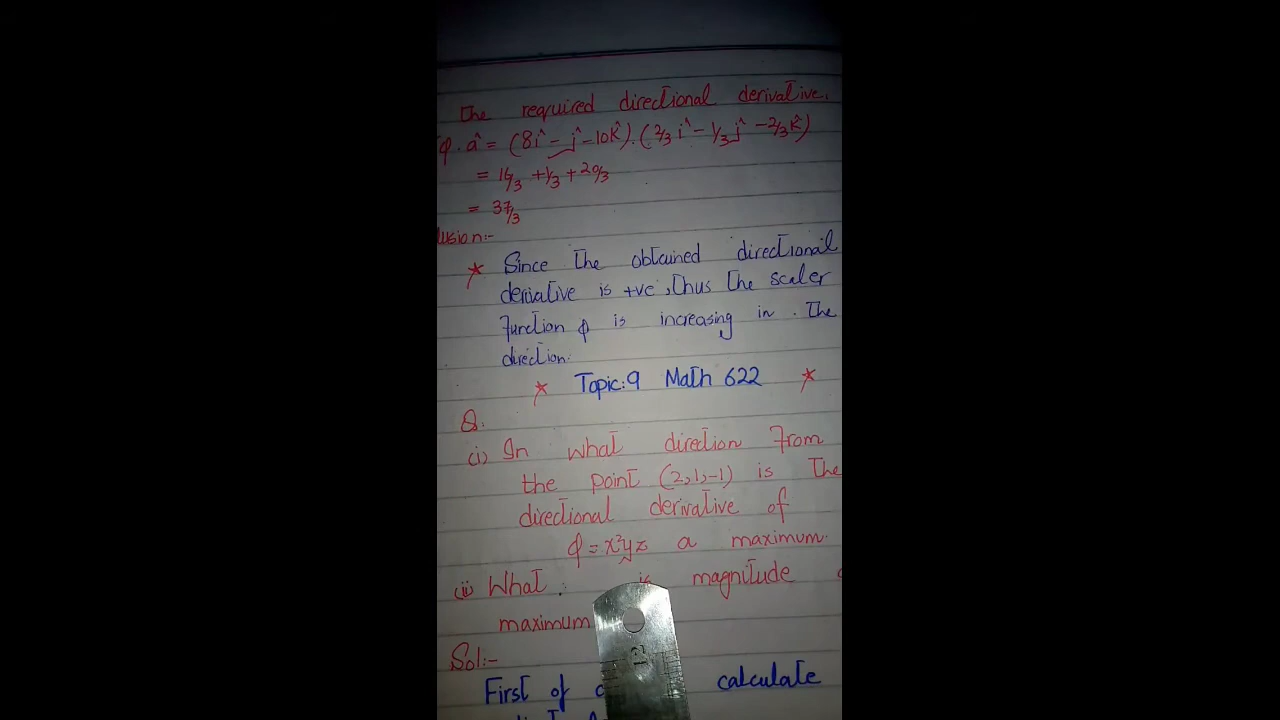 The required directional derivative.
φ. â = (8î - ĵ - 10k̂).(2/3 î - 1/3 ĵ - 2/3 k̂)
= 16/3 + 1/3 + 20/3
= 37/3
lusion:-
* Since the obtained directional
derivative is +ve, Thus the scaler
function φ is increasing in the
direction.
* Topic:9 Math 622 *
Q.
(i) In what direction from
the point (2,1,-1) is the
directional derivative of
φ = x²yz a maximum.
(ii) What is magnitude
maximum
Sol:-
First of calculate
12